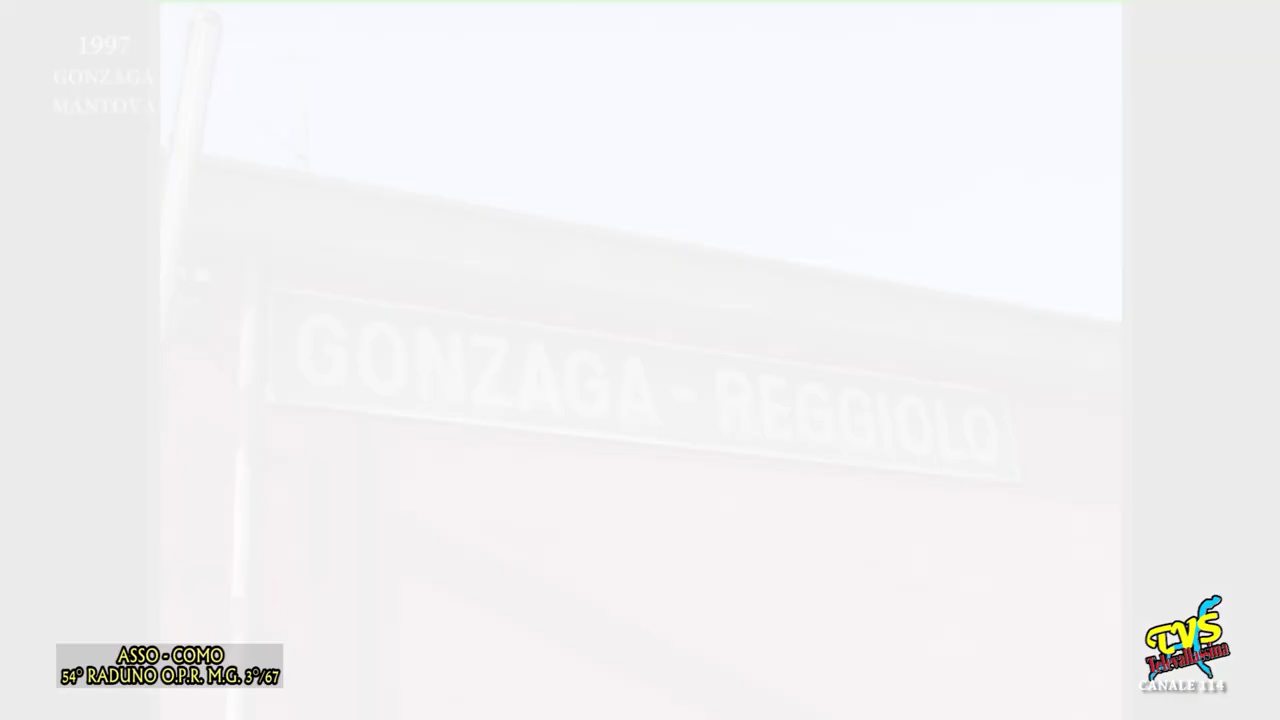 1997
GONZAGA
MANTOVA
GONZAGA - REGGIOLO
ASSO - COMO
54° RADUNO O.P.R. M.G. 3°/67
TVS
Televallassina
CANALE 114